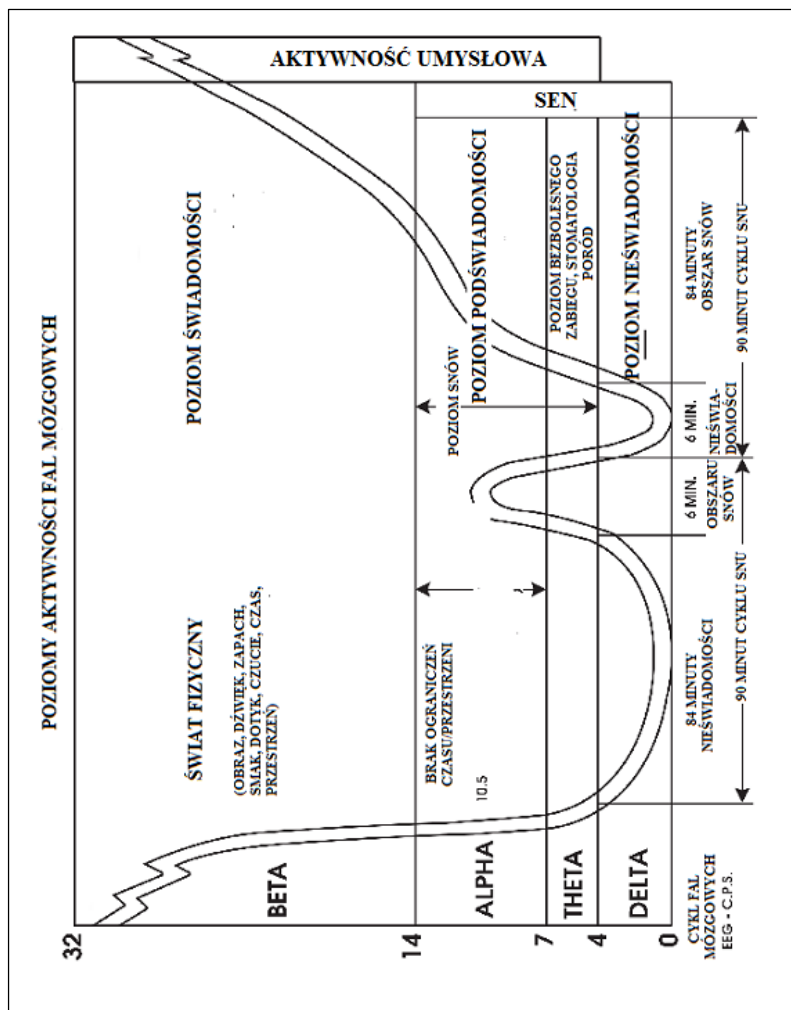 POZIOMY AKTYWNOŚCI FAL MÓZGOWYCH
AKTYWNOŚĆ UMYSŁOWA
SEN
32
14
7
4
0
CYKL FAL
MÓZGOWYCH
EEG - C.P.S.
BETA
ALPHA
THETA
DELTA
ŚWIAT FIZYCZNY
(OBRAZ, DŹWIĘK, ZAPACH,
SMAK, DOTYK, CZUCIE, CZAS,
PRZESTRZEŃ)
POZIOM ŚWIADOMOŚCI
BRAK OGRANICZEŃ
CZASU/PRZESTRZENI
10.5
POZIOM SNÓW
POZIOM PODŚWIADOMOŚCI
POZIOM BEZBOLESNEGO
ZABIEGU, STOMATOLOGIA
PORÓD
POZIOM NIEŚWIADOMOŚCI
84 MINUTY
NIEŚWIADOMOŚCI
6 MIN.
OBSZARU
SNÓW
6 MIN.
NIEŚWIA-
DOMOŚCI
84 MINUTY
OBSZAR SNÓW
90 MINUT CYKLU SNU
90 MINUT CYKLU SNU